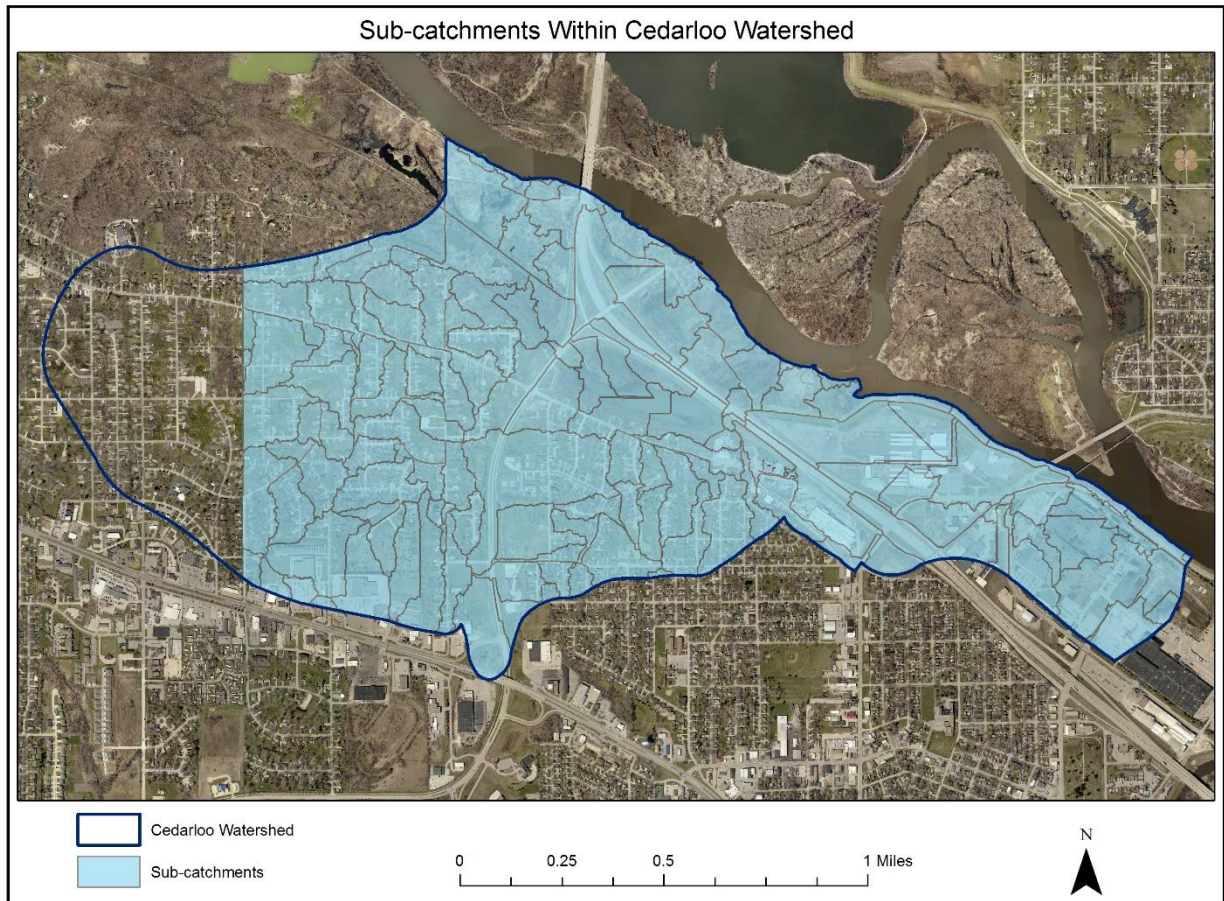 Sub-catchments Within Cedarloo Watershed
Cedarloo Watershed
Sub-catchments
0 0.25 0.5 1 Miles
N